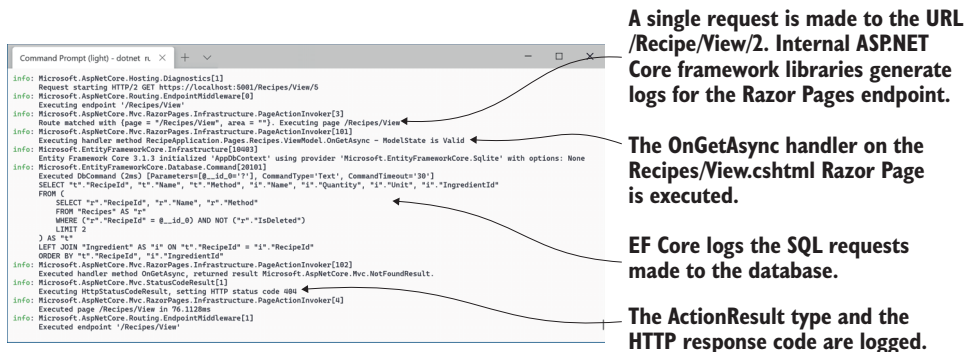 Command Prompt (light) - dotnet r.
info: Microsoft.AspNetCore.Hosting.Diagnostics[1]
Request starting HTTP/2 GET https://localhost:5001/Recipes/View/5
info: Microsoft.AspNetCore.Routing.EndpointMiddleware[0]
Executing endpoint '/Recipes/View'
info: Microsoft.AspNetCore.Mvc.RazorPages.Infrastructure.PageActionInvoker[3]
Route matched with {page = "/Recipes/View", area = ""}. Executing page /Recipes/View
info: Microsoft.AspNetCore.Mvc.RazorPages.Infrastructure.PageActionInvoker[101]
Executing handler method RecipeApplication.Pages.Recipes.ViewModel.OnGetAsync - ModelState is Valid
info: Microsoft.EntityFrameworkCore.Infrastructure[10403]
Entity Framework Core 3.1.3 initialized 'AppDbContext' using provider 'Microsoft.EntityFrameworkCore.Sqlite' with options: None
info: Microsoft.EntityFrameworkCore.Database.Command[20101]
Executed DbCommand (2ms) [Parameters=[@__id_0='?'], CommandType='Text', CommandTimeout='30']
SELECT "t"."RecipeId", "t"."Name", "t"."Method", "i"."Name", "i"."Quantity", "i"."Unit", "i"."IngredientId"
FROM (
SELECT "r"."RecipeId", "r"."Name", "r"."Method"
FROM "Recipes" AS "r"
WHERE ("r"."RecipeId" = @__id_0) AND NOT ("r"."IsDeleted")
LIMIT 2
) AS "t"
LEFT JOIN "Ingredient" AS "i" ON "t"."RecipeId" = "i"."RecipeId"
ORDER BY "t"."RecipeId", "i"."IngredientId"
info: Microsoft.AspNetCore.Mvc.RazorPages.Infrastructure.PageActionInvoker[102]
Executed handler method OnGetAsync, returned result Microsoft.AspNetCore.Mvc.NotFoundResult.
info: Microsoft.AspNetCore.Mvc.StatusCodeResult[1]
Executing HttpStatusCodeResult, setting HTTP status code 404
info: Microsoft.AspNetCore.Mvc.RazorPages.Infrastructure.PageActionInvoker[4]
Executed page /Recipes/View in 76.1128ms
info: Microsoft.AspNetCore.Routing.EndpointMiddleware[1]
Executed endpoint '/Recipes/View'
A single request is made to the URL
/Recipe/View/2. Internal ASP.NET
Core framework libraries generate
logs for the Razor Pages endpoint.
The OnGetAsync handler on the
Recipes/View.cshtml Razor Page
is executed.
EF Core logs the SQL requests
made to the database.
The ActionResult type and the
HTTP response code are logged.